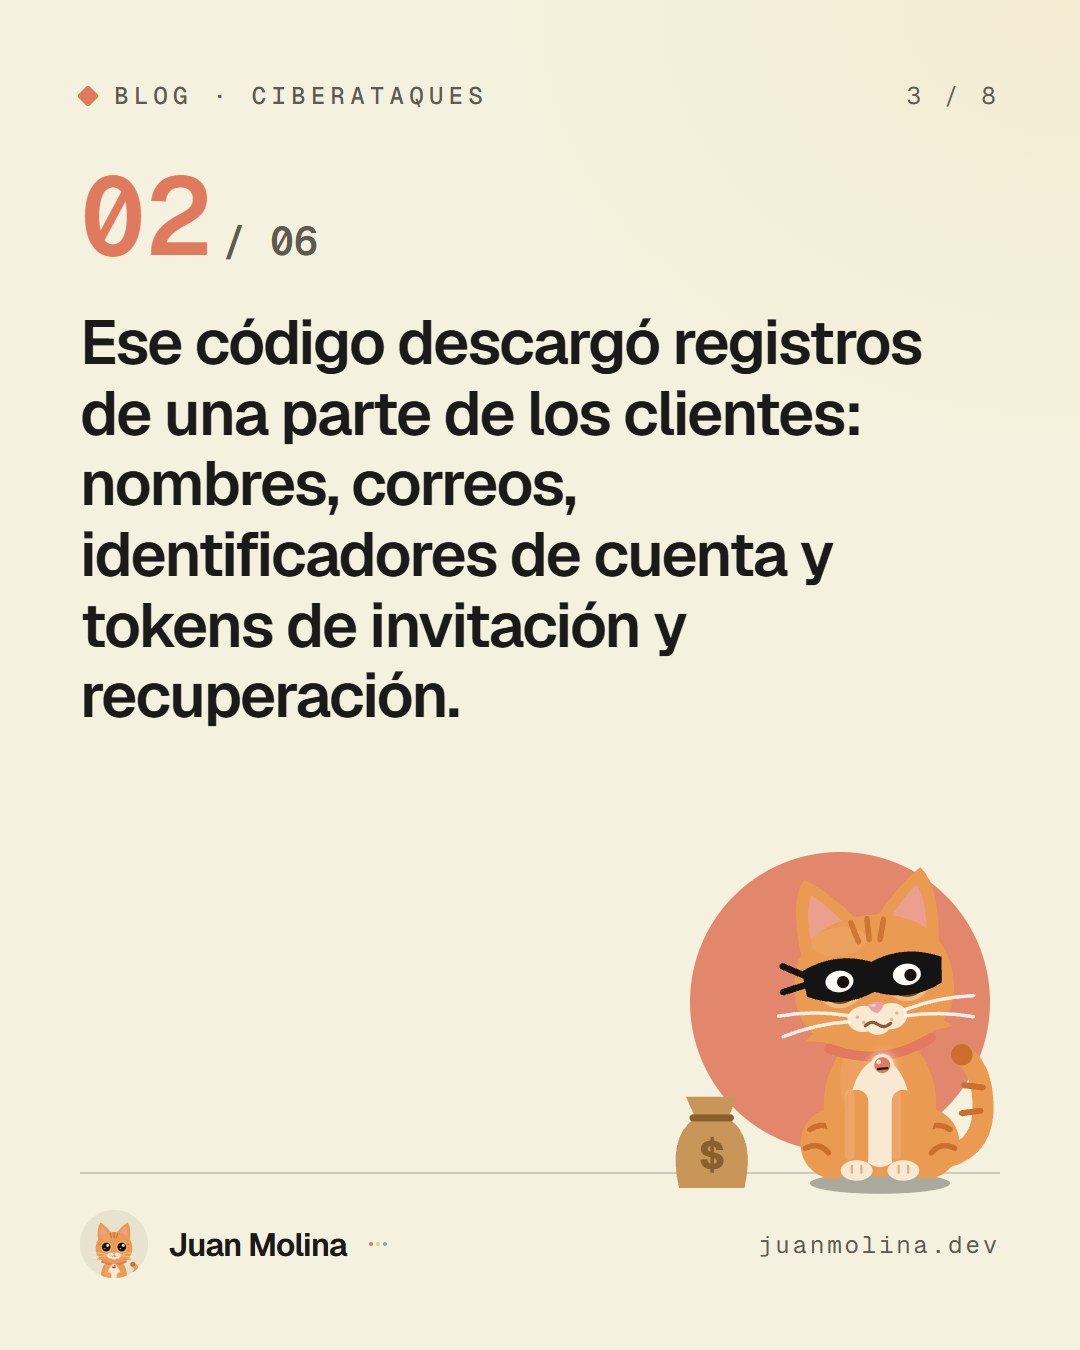 BLOG · CIBERATAQUES
3 / 8
02 / 06
Ese código descargó registros
de una parte de los clientes:
nombres, correos,
identificadores de cuenta y
tokens de invitación y
recuperación.
$
Juan Molina
juanmolina.dev